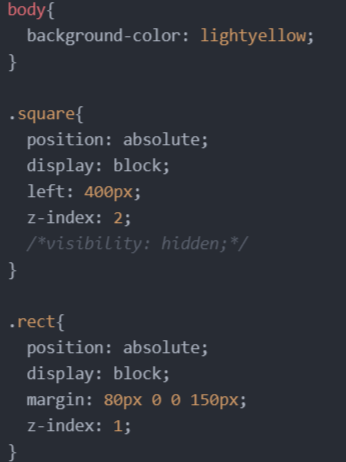 body{
  background-color: lightyellow;
}

.square{
  position: absolute;
  display: block;
  left: 400px;
  z-index: 2;
  /*visibility: hidden;*/
}

.rect{
  position: absolute;
  display: block;
  margin: 80px 0 0 150px;
  z-index: 1;
}